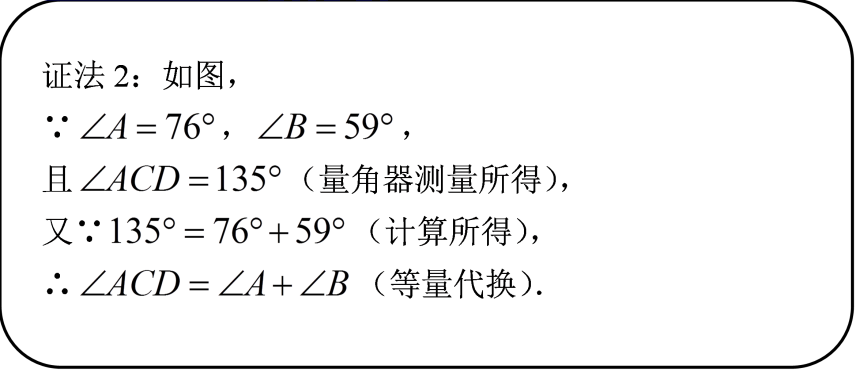 证法 2：如图，
∵ ∠A = 76°，∠B = 59°，
且 ∠ACD = 135°（量角器测量所得），
又∵ 135° = 76° + 59°（计算所得），
∴ ∠ACD = ∠A + ∠B（等量代换）.